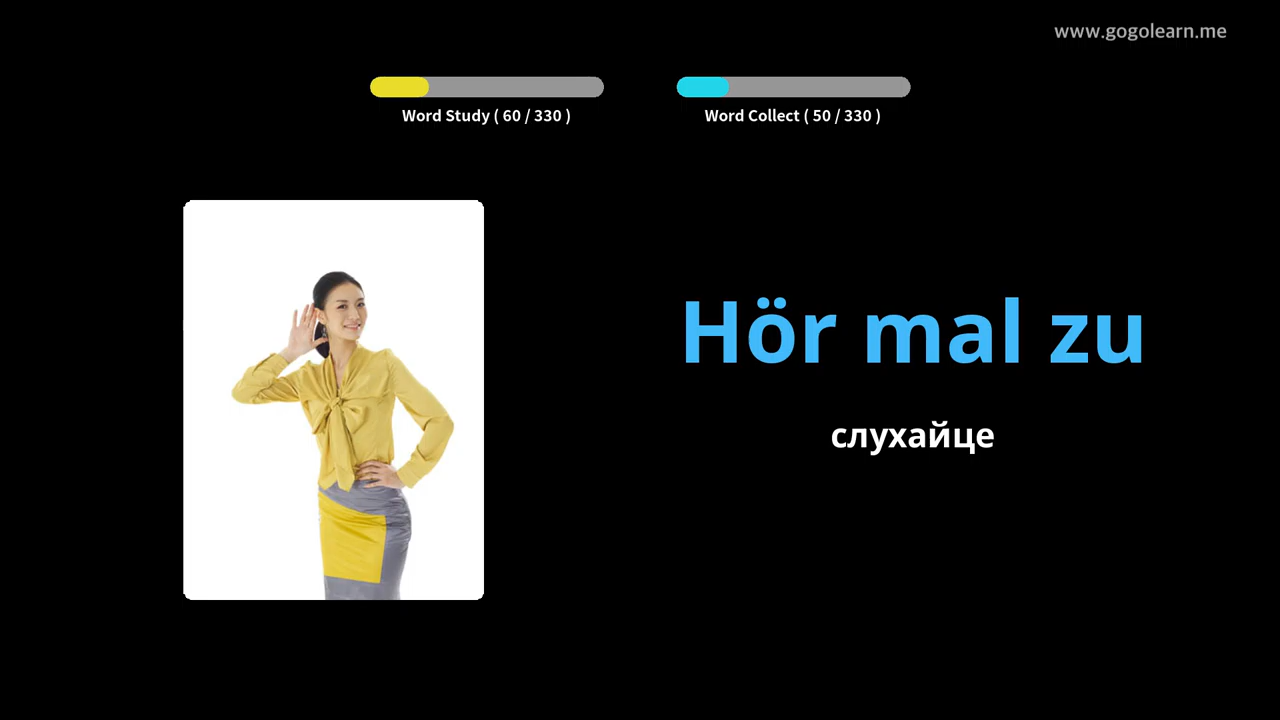 www.gogolearn.me
Word Study ( 60 / 330 )
Word Collect ( 50 / 330 )
Hör mal zu
слухайце